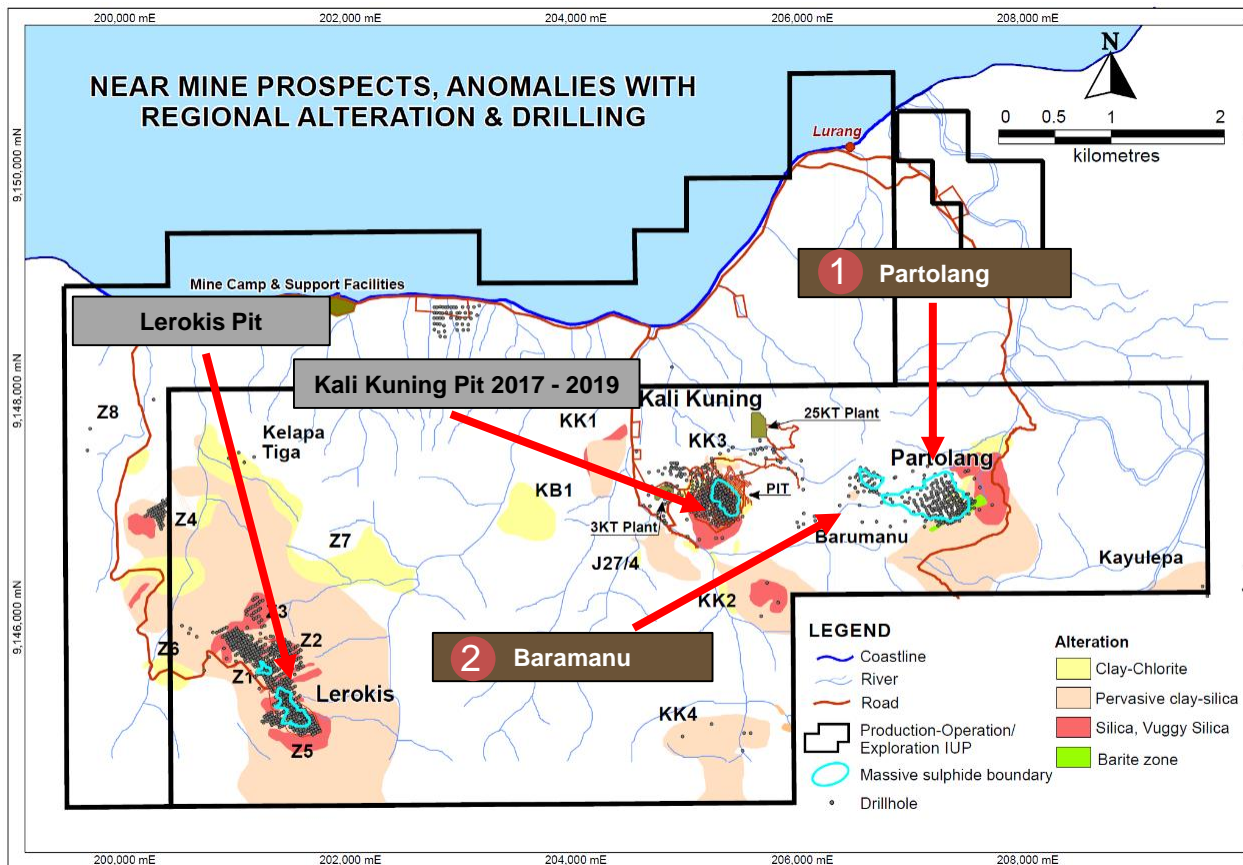 200,000 mE
202,000 mE
204,000 mE
206,000 mE
208,000 mE
NEAR MINE PROSPECTS, ANOMALIES WITH
REGIONAL ALTERATION & DRILLING
N
0 0.5 1 2
kilometres
9,150,000 mN
Lurang
1 Partolang
Mine Camp & Support Facilities
Lerokis Pit
Kali Kuning Pit 2017 - 2019
9,148,000 mN
Z8
Kelapa
Tiga
KK1
Kali Kuning
25KT Plant
KK3
Partolang
KB1
PIT
Z4
3KT Plant
Barumanu
Z7
J27/4
Kayulepa
KK2
9,146,000 mN
Z3
Z2
Z6
Z1
Lerokis
Z5
2 Baramanu
KK4
LEGEND
Coastline
River
Road
Production-Operation/
Exploration IUP
Massive sulphide boundary
Drillhole
Alteration
Clay-Chlorite
Pervasive clay-silica
Silica, Vuggy Silica
Barite zone
200,000 mE
202,000 mE
204,000 mE
206,000 mE
208,000 mE